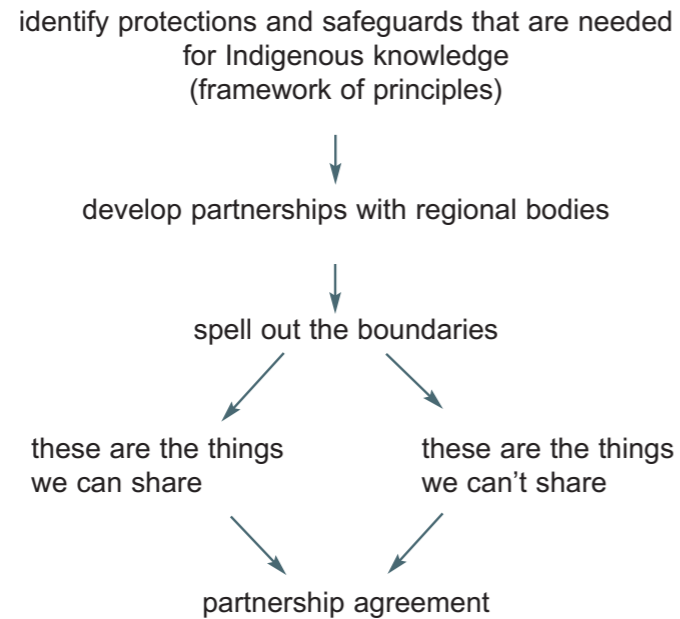 identify protections and safeguards that are needed
for Indigenous knowledge
(framework of principles)
develop partnerships with regional bodies
spell out the boundaries
these are the things
we can share
these are the things
we can’t share
partnership agreement